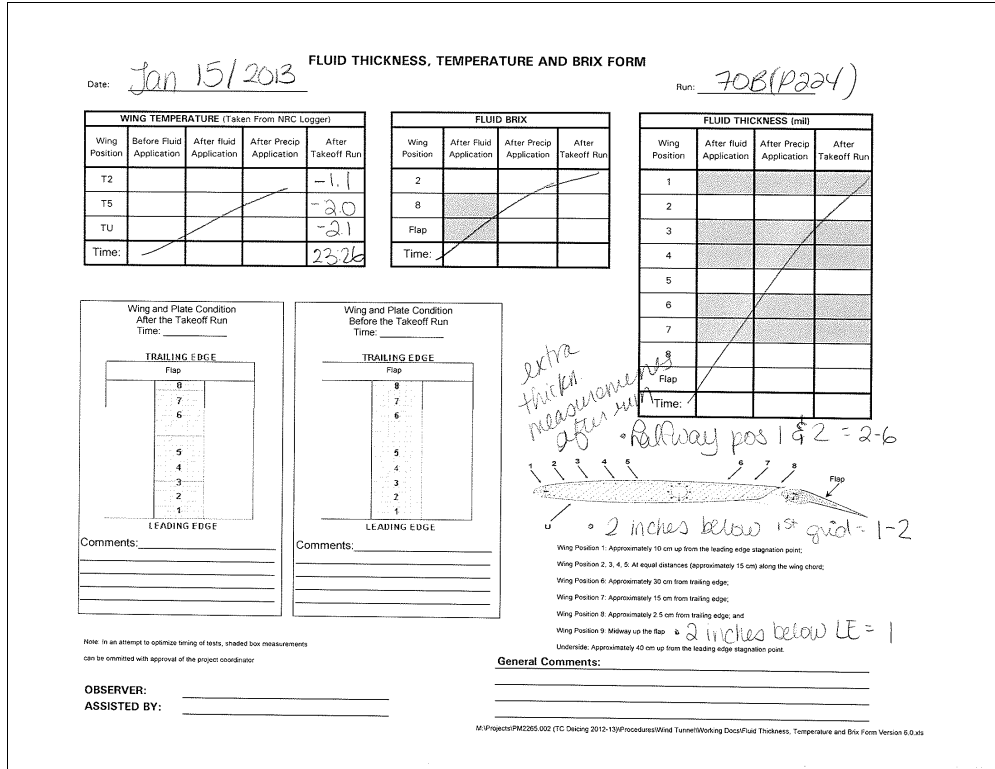 FLUID THICKNESS, TEMPERATURE AND BRIX FORM
Date: Jan 15/2013
Run: 70B(P224)
WING TEMPERATURE (Taken From NRC Logger)
Wing Position Before Fluid Application After fluid Application After Precip Application After Takeoff Run
T2 -1.1
T5 -2.0
TU -2.1
Time: 23:26
FLUID BRIX
Wing Position After Fluid Application After Precip Application After Takeoff Run
2
8
Flap
Time:
FLUID THICKNESS (mil)
Wing Position After fluid Application After Precip Application After Takeoff Run
1
2
3
4
5
6
7
8
Flap
Time:
Wing and Plate Condition
After the Takeoff Run
Time:
TRAILING EDGE
Flap
8
7
6
5
4
3
2
1
LEADING EDGE
Comments:
Wing and Plate Condition
Before the Takeoff Run
Time:
TRAILING EDGE
Flap
8
7
6
5
4
3
2
1
LEADING EDGE
Comments:
extra
thickn.
measurements
after run
• halfway pos 1 & 2 = 2-6
1 2 3 4 5 6 7 8 Flap
U
• 2 inches below 1st grid = 1-2
Wing Position 1: Approximately 10 cm up from the leading edge stagnation point;
Wing Position 2, 3, 4, 5: At equal distances (approximately 15 cm) along the wing chord;
Wing Position 6: Approximately 30 cm from trailing edge;
Wing Position 7: Approximately 15 cm from trailing edge;
Wing Position 8: Approximately 2.5 cm from trailing edge; and
Wing Position 9: Midway up the flap
• 2 inches below LE = 1
Underside: Approximately 40 cm up from the leading edge stagnation point.
Note: In an attempt to optimize timing of tests, shaded box measurements
can be ommitted with approval of the project coordinator
General Comments:
OBSERVER:
ASSISTED BY:
M:\Projects\PM2265.002 (TC Deicing 2012-13)\Procedures\Wind Tunnel\Working Docs\Fluid Thickness, Temperature and Brix Form Version 6.0.xls